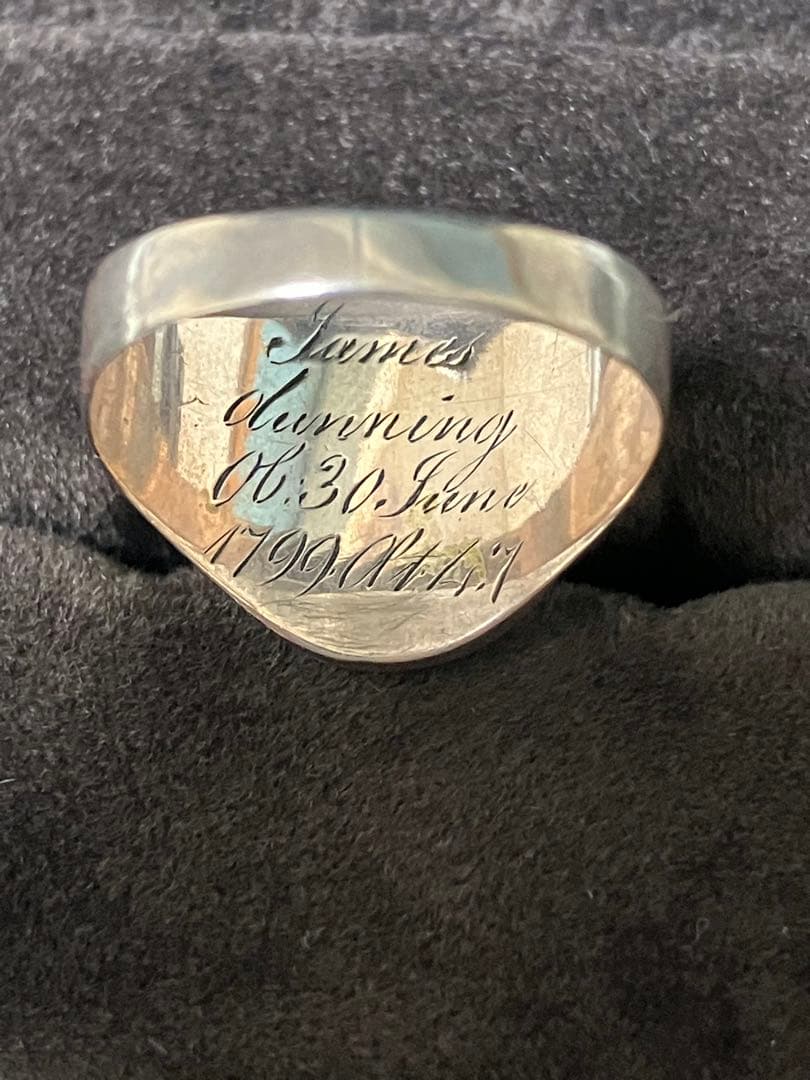 James
dunning
Ob: 30 June
1799 Æt 47